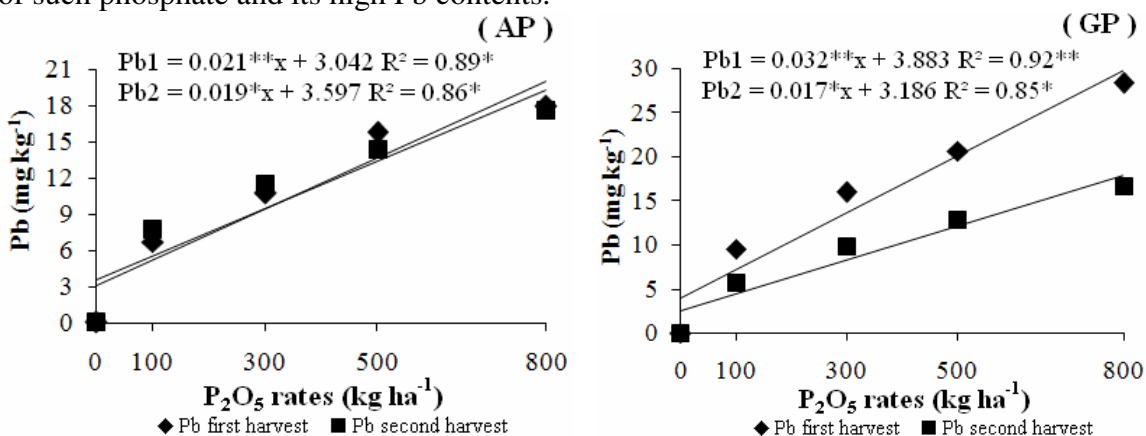 of such phosphate and its high Pb contents.
( AP )
Pb1 = 0.021**x + 3.042 R² = 0.89*
Pb2 = 0.019*x + 3.597 R² = 0.86*
21
18
15
12
9
6
3
0
Pb (mg kg⁻¹)
0 100 300 500 800
P₂O₅ rates (kg ha⁻¹)
◆ Pb first harvest ■ Pb second harvest
( GP )
Pb1 = 0.032**x + 3.883 R² = 0.92**
Pb2 = 0.017*x + 3.186 R² = 0.85*
30
25
20
15
10
5
0
Pb (mg kg⁻¹)
0 100 300 500 800
P₂O₅ rates (kg ha⁻¹)
◆ Pb first harvest ■ Pb second harvest